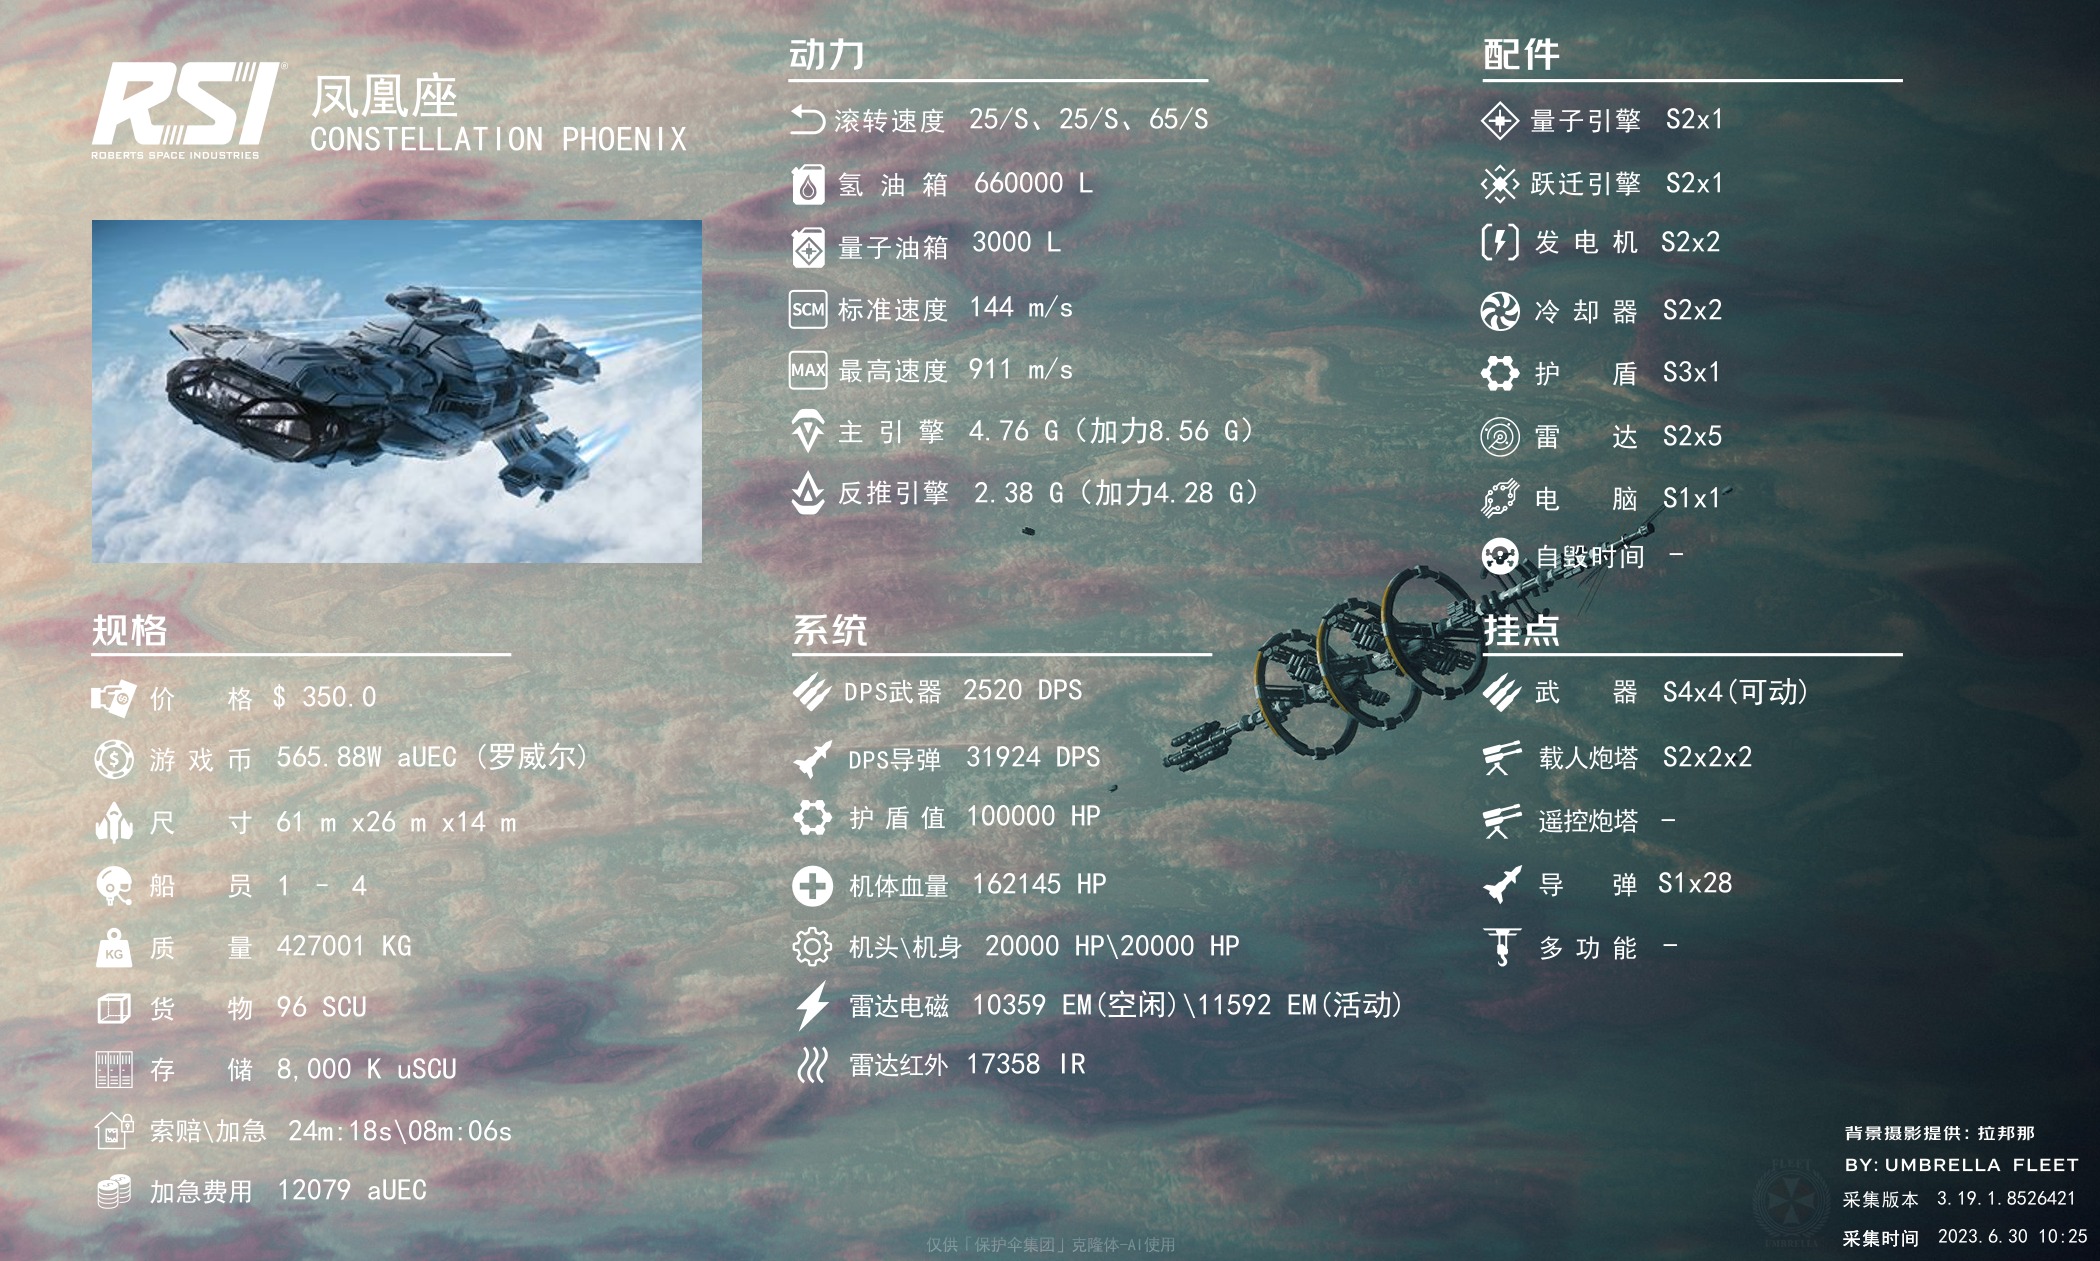 RSI
ROBERTS SPACE INDUSTRIES
凤凰座
CONSTELLATION PHOENIX
动力
滚转速度 25/S、25/S、65/S
氢油箱 660000 L
量子油箱 3000 L
SCM 标准速度 144 m/s
MAX 最高速度 911 m/s
主引擎 4.76 G（加力8.56 G）
反推引擎 2.38 G（加力4.28 G）
配件
量子引擎 S2x1
跃迁引擎 S2x1
发电机 S2x2
冷却器 S2x2
护盾 S3x1
雷达 S2x5
电脑 S1x1
自毁时间 -
规格
价格 $ 350.0
游戏币 565.88W aUEC (罗威尔)
尺寸 61 m x26 m x14 m
船员 1 - 4
KG 质量 427001 KG
货物 96 SCU
存储 8,000 K uSCU
索赔\加急 24m:18s\08m:06s
加急费用 12079 aUEC
系统
DPS武器 2520 DPS
DPS导弹 31924 DPS
护盾值 100000 HP
机体血量 162145 HP
机头\机身 20000 HP\20000 HP
雷达电磁 10359 EM(空闲)\11592 EM(活动)
雷达红外 17358 IR
挂点
武器 S4x4(可动)
载人炮塔 S2x2x2
遥控炮塔 -
导弹 S1x28
多功能 -
背景摄影提供：拉邦那
BY: UMBRELLA FLEET
采集版本 3.19.1.8526421
采集时间 2023.6.30 10:25
FLEET
UMBRELLA
仅供「保护伞集团」克隆体-AI使用